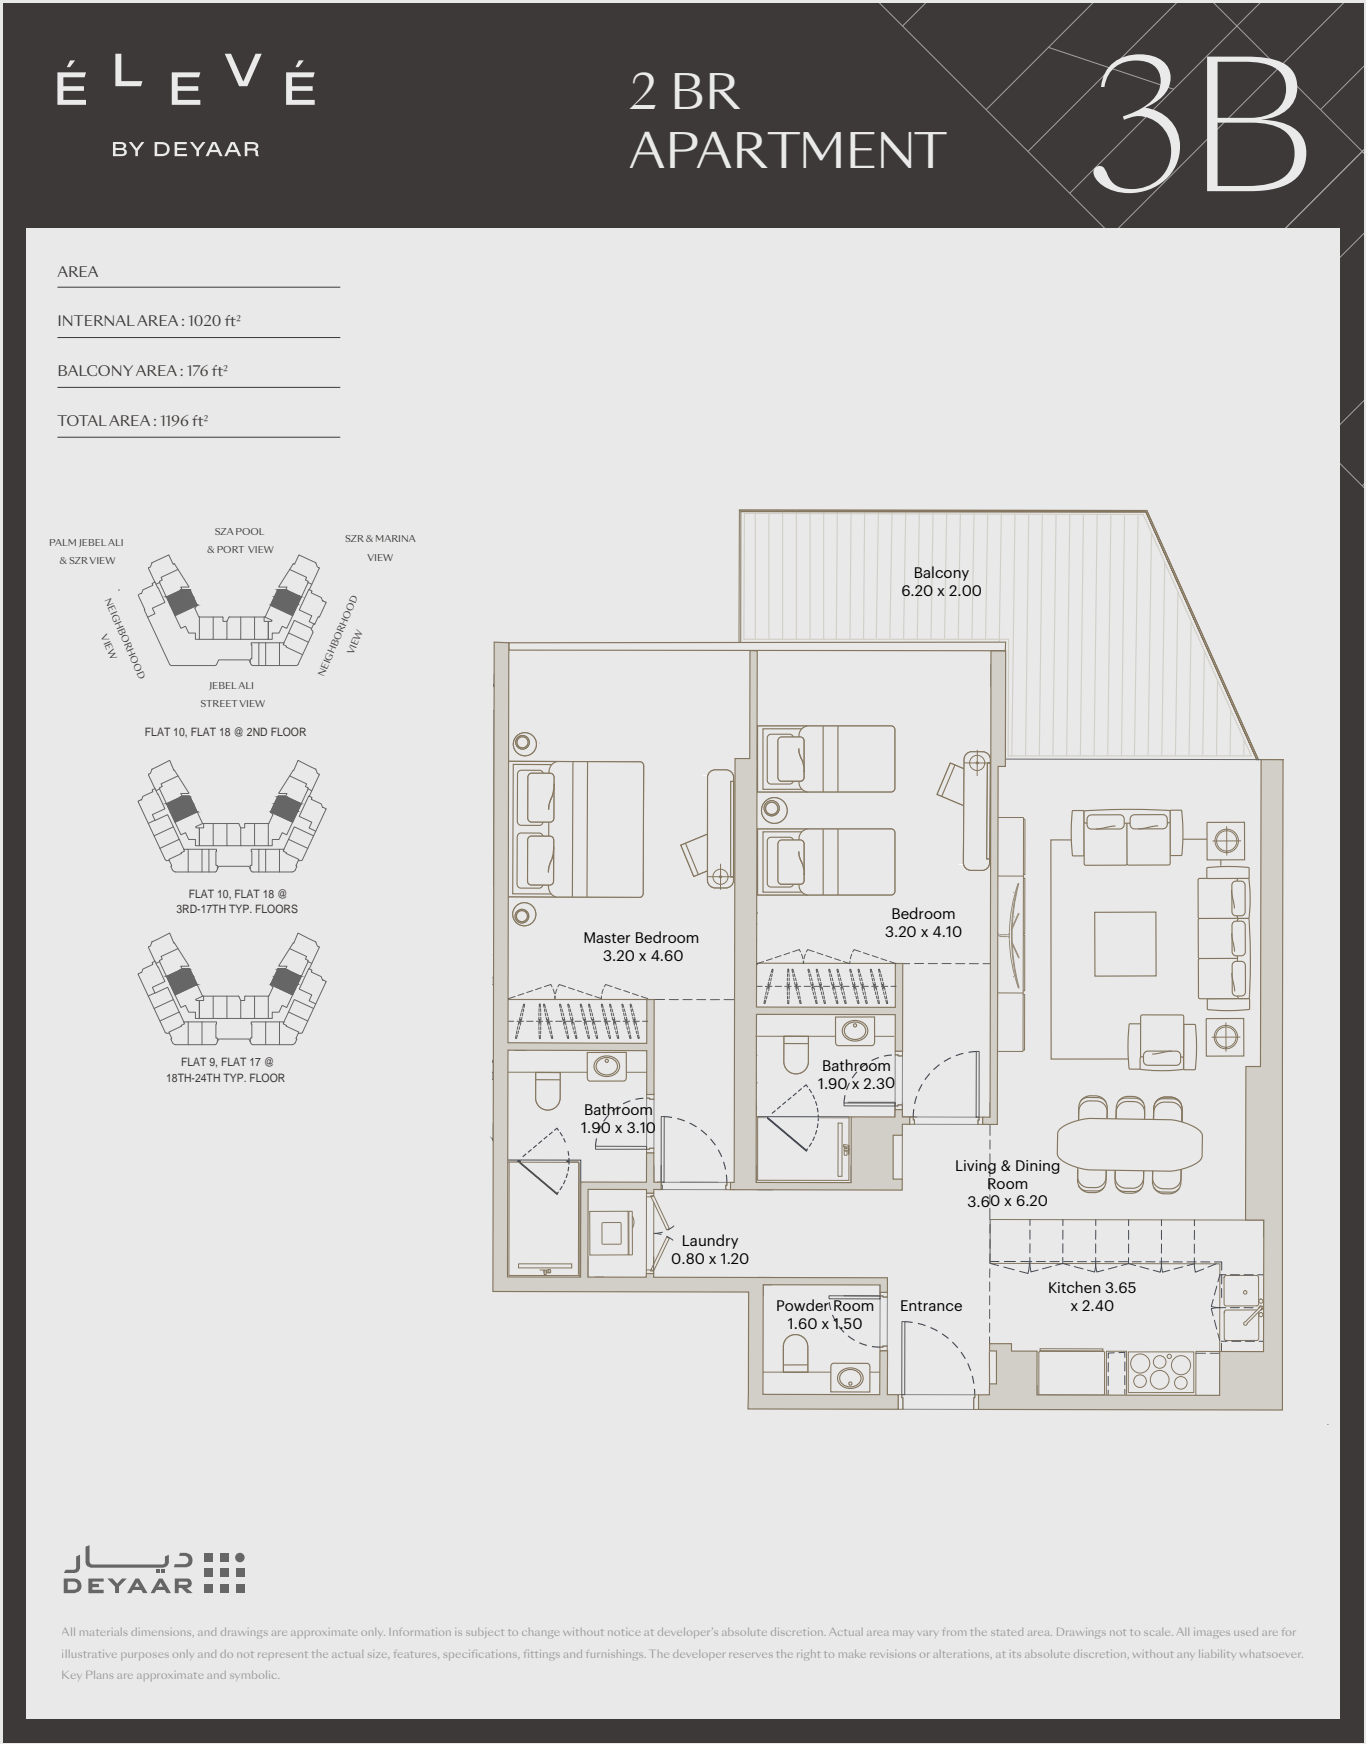 ÉLEVÉ
BY DEYAAR
2 BR
APARTMENT
3B
AREA
INTERNAL AREA : 1020 ft²
BALCONY AREA : 176 ft²
TOTAL AREA : 1196 ft²
PALM JEBEL ALI
& SZR VIEW
SZA POOL
& PORT VIEW
SZR & MARINA
VIEW
NEIGHBORHOOD
VIEW
NEIGHBORHOOD
VIEW
JEBEL ALI
STREET VIEW
FLAT 10, FLAT 18 @ 2ND FLOOR
FLAT 10, FLAT 18 @
3RD-17TH TYP. FLOORS
FLAT 9, FLAT 17 @
18TH-24TH TYP. FLOOR
Balcony
6.20 x 2.00
Master Bedroom
3.20 x 4.60
Bedroom
3.20 x 4.10
Bathroom
1.90 x 2.30
Bathroom
1.90 x 3.10
Living & Dining
Room
3.60 x 6.20
Laundry
0.80 x 1.20
Kitchen 3.65
x 2.40
Powder Room
1.60 x 1.50
Entrance
ديار
DEYAAR
All materials dimensions, and drawings are approximate only. Information is subject to change without notice at developer's absolute discretion. Actual area may vary from the stated area. Drawings not to scale. All images used are for
illustrative purposes only and do not represent the actual size, features, specifications, fittings and furnishings. The developer reserves the right to make revisions or alterations, at its absolute discretion, without any liability whatsoever.
Key Plans are approximate and symbolic.